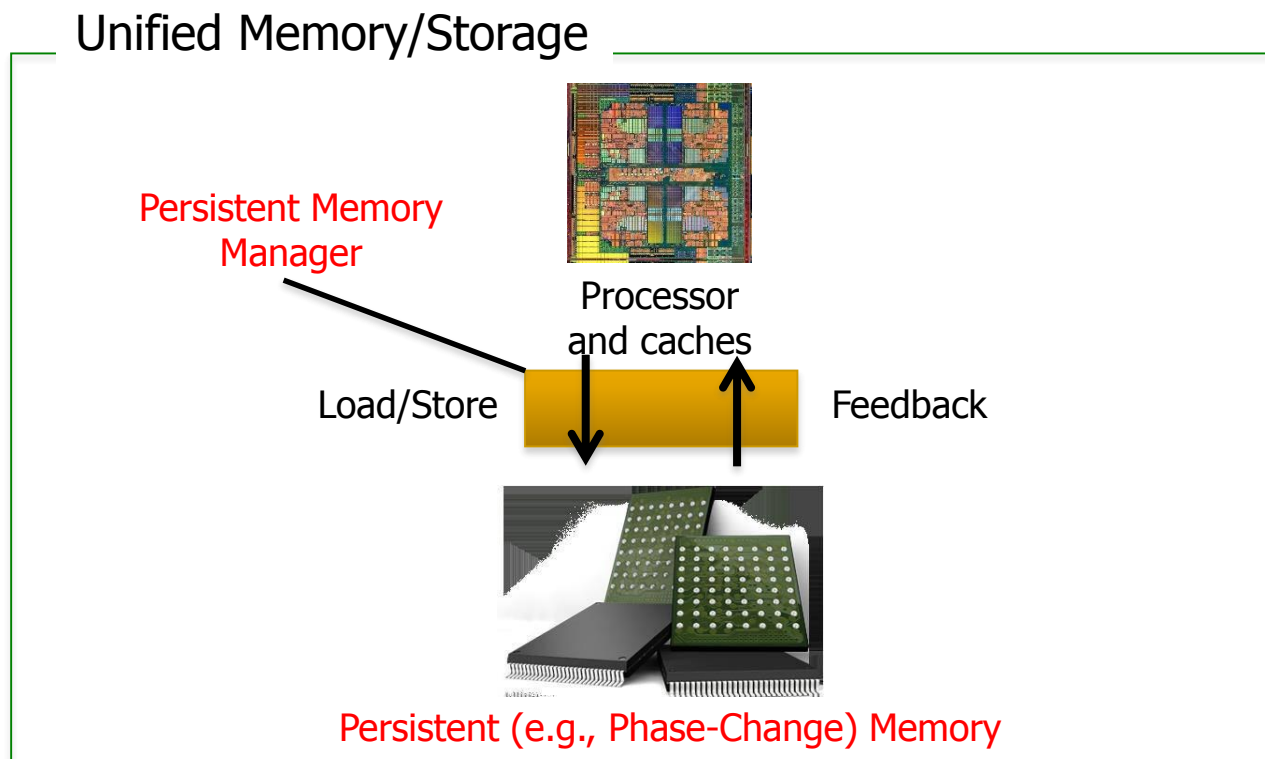 Unified Memory/Storage
Persistent Memory
Manager
Processor
and caches
Load/Store
Feedback
Persistent (e.g., Phase-Change) Memory